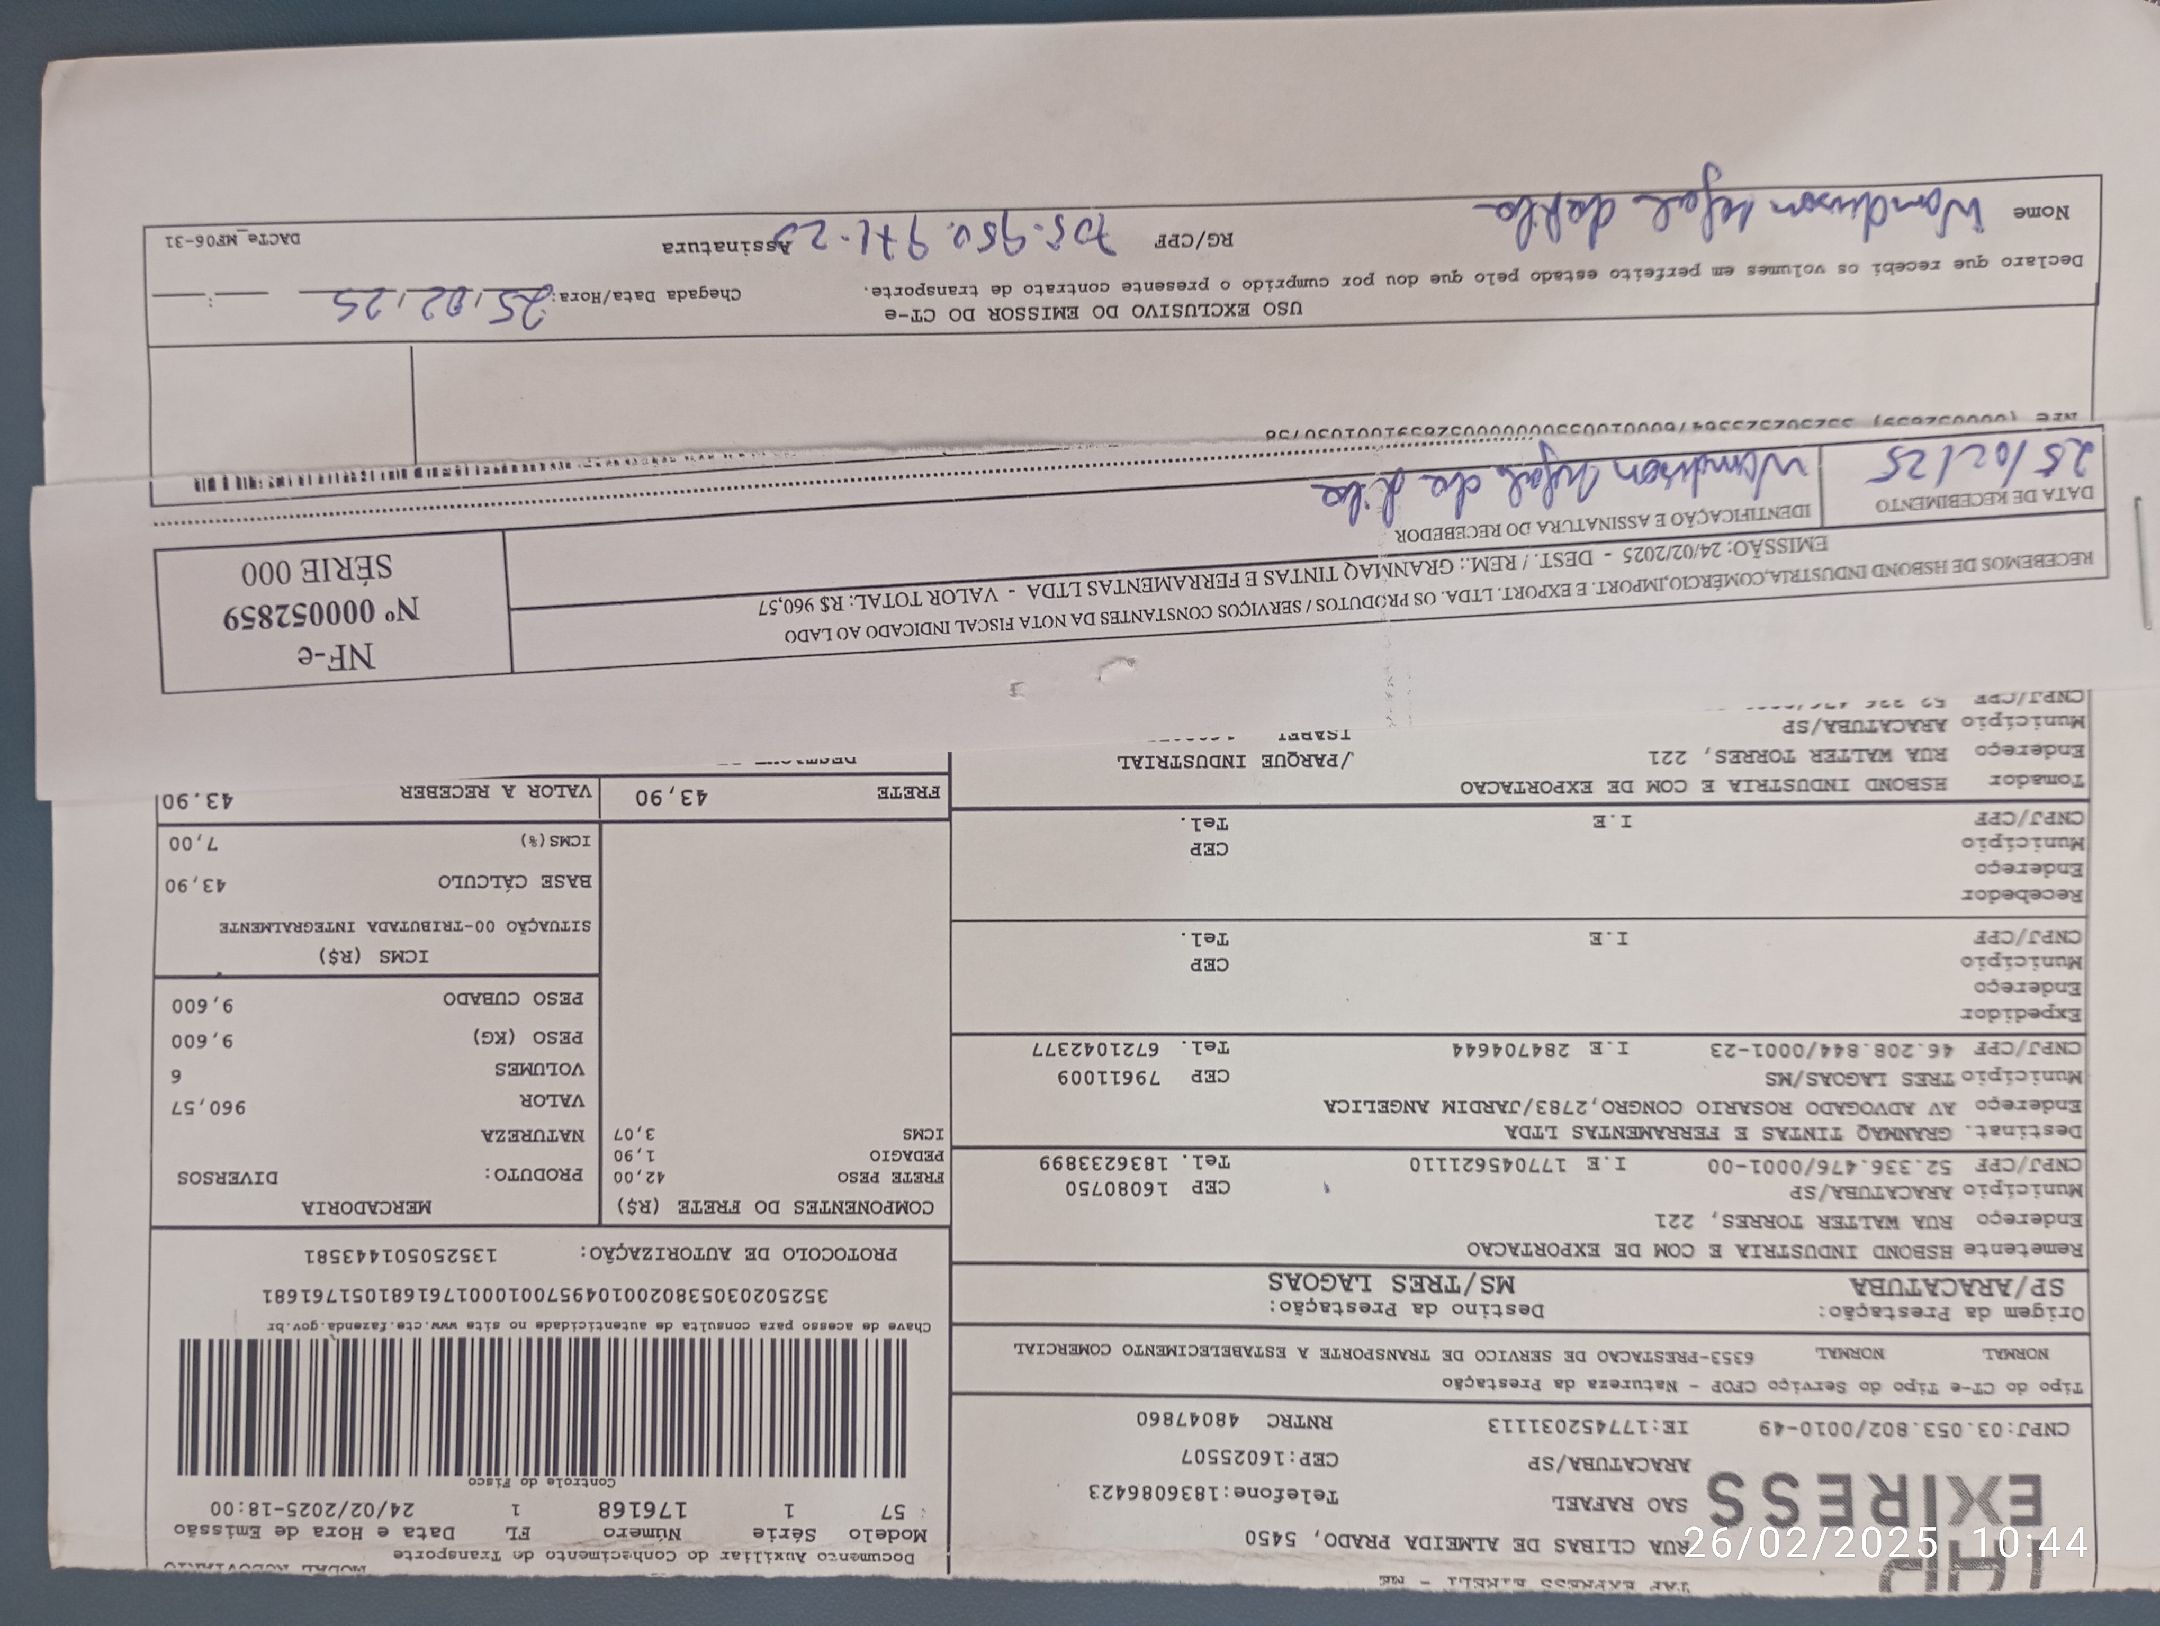 RUA CLIBAS DE ALMEIDA PRADO, 5450
SAO RAFAEL Telefone:1836086423
ARACATUBA/SP CEP:16025507
CNPJ:03.053.802/0010-49 IE:177452031113 RNTRC 48047860
Documento Auxiliar do Conhecimento de Transporte
Modelo Série Número FL Data e Hora de Emissão
57 1 176168 1 24/02/2025-18:00
Controle do Fisco
Chave de acesso para consulta de autenticidade no site www.cte.fazenda.gov.br
35250203053802001049570010001761681051761681
PROTOCOLO DE AUTORIZAÇÃO: 135250501443581
Tipo do CT-e Tipo do Serviço CFOP - Natureza da Prestação
NORMAL NORMAL 6353-PRESTACAO DE SERVICO DE TRANSPORTE A ESTABELECIMENTO COMERCIAL
Origem da Prestação: Destino da Prestação:
SP/ARACATUBA MS/TRES LAGOAS
Remetente HSBOND INDUSTRIA E COM DE EXPORTACAO
Endereço RUA WALTER TORRES, 221
Município ARACATUBA/SP CEP 16080750
CNPJ/CPF 52.336.476/0001-00 I.E 177045621110 Tel. 1836233899
Destinat. GRANMAQ TINTAS E FERRAMENTAS LTDA
Endereço AV ADVOGADO ROSARIO CONGRO,2783/JARDIM ANGELICA
Município TRES LAGOAS/MS CEP 79611009
CNPJ/CPF 46.208.844/0001-23 I.E 284704644 Tel. 6721042377
Expedidor
Endereço
Município CEP
CNPJ/CPF I.E Tel.
Recebedor
Endereço
Município CEP
CNPJ/CPF I.E Tel.
Tomador HSBOND INDUSTRIA E COM DE EXPORTACAO
Endereço RUA WALTER TORRES, 221 /PARQUE INDUSTRIAL
Município ARACATUBA/SP
CNPJ/CPF
COMPONENTES DO FRETE (R$)
FRETE PESO 42,00
PEDAGIO 1,90
ICMS 3,07
FRETE 43,90
MERCADORIA
PRODUTO: DIVERSOS
NATUREZA
VALOR 960,57
VOLUMES 6
PESO (KG) 9,600
PESO CUBADO 9,600
ICMS (R$)
SITUAÇÃO 00-TRIBUTADA INTEGRALMENTE
BASE CÁLCULO 43,90
ICMS(%) 7,00
VALOR A RECEBER 43,90
RECEBEMOS DE HSBOND INDUSTRIA,COMÉRCIO,IMPORT. E EXPORT. LTDA. OS PRODUTOS / SERVIÇOS CONSTANTES DA NOTA FISCAL INDICADO AO LADO
EMISSÃO: 24/02/2025 - DEST. / REM.: GRANMAQ TINTAS E FERRAMENTAS LTDA - VALOR TOTAL: R$ 960,57
DATA DE RECEBIMENTO IDENTIFICAÇÃO E ASSINATURA DO RECEBEDOR
25/02/25
NF-e
Nº 000052859
SÉRIE 000
USO EXCLUSIVO DO EMISSOR DO CT-e
Declaro que recebi os volumes em perfeito estado pelo que dou por cumprido o presente contrato de transporte.
Chegada Data/Hora: 25/02/25 __:__
Nome RG/CPF Assinatura
DACTe_MF06-31
26/02/2025 10:44